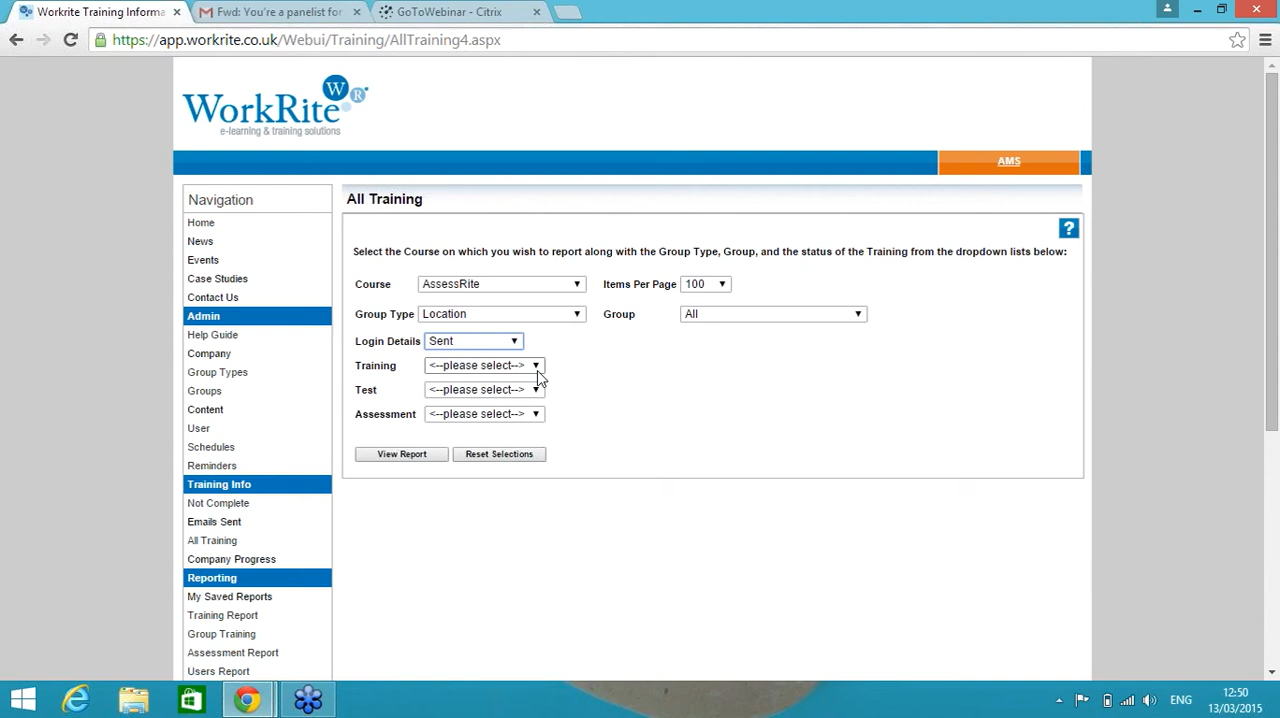 Workrite Training Informa
Fwd: You're a panelist for
GoToWebinar - Citrix
https://app.workrite.co.uk/Webui/Training/AllTraining4.aspx
WorkRite
W
R
e-learning & training solutions
AMS
Navigation
Home
News
Events
Case Studies
Contact Us
Admin
Help Guide
Company
Group Types
Groups
Content
User
Schedules
Reminders
Training Info
Not Complete
Emails Sent
All Training
Company Progress
Reporting
My Saved Reports
Training Report
Group Training
Assessment Report
Users Report
All Training
?
Select the Course on which you wish to report along with the Group Type, Group, and the status of the Training from the dropdown lists below:
Course AssessRite Items Per Page 100
Group Type Location Group All
Login Details Sent
Training <--please select-->
Test <--please select-->
Assessment <--please select-->
View Report Reset Selections
ENG
12:50
13/03/2015